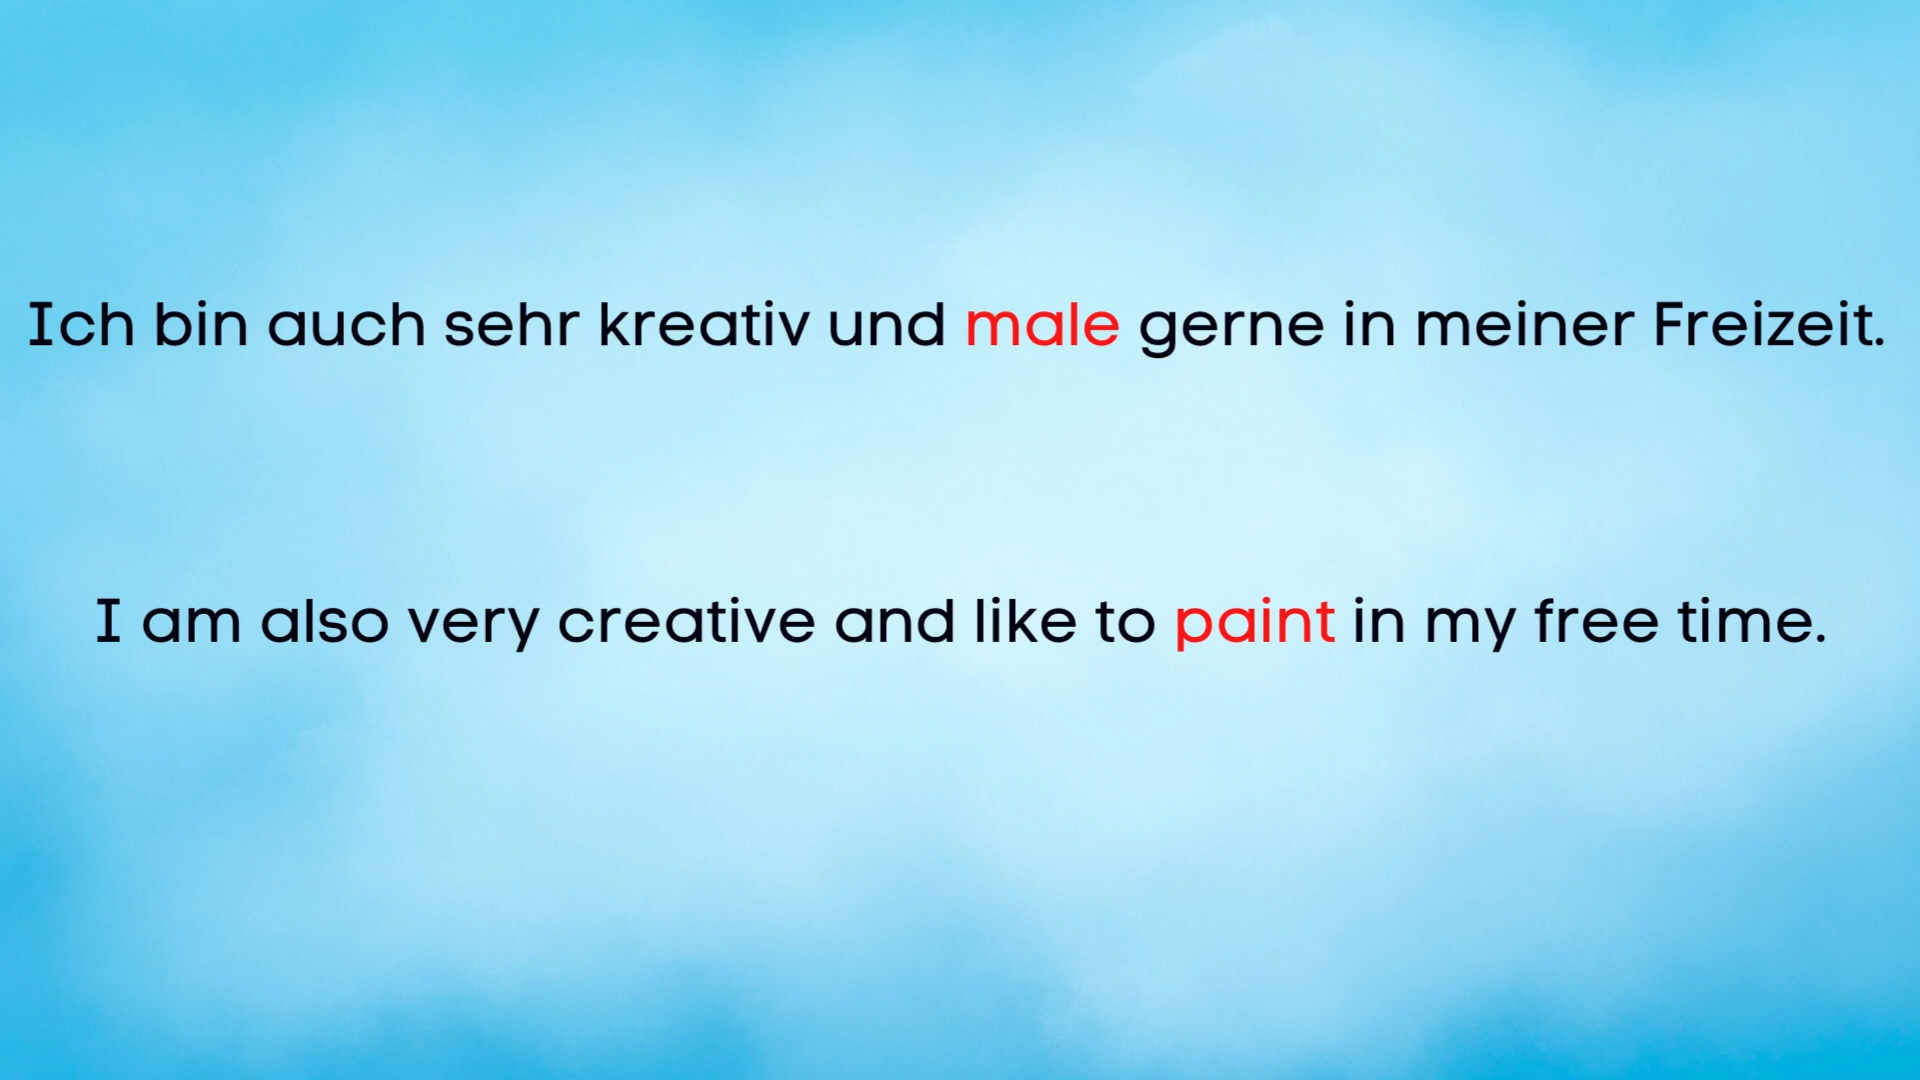 Ich bin auch sehr kreativ und male gerne in meiner Freizeit.
I am also very creative and like to paint in my free time.